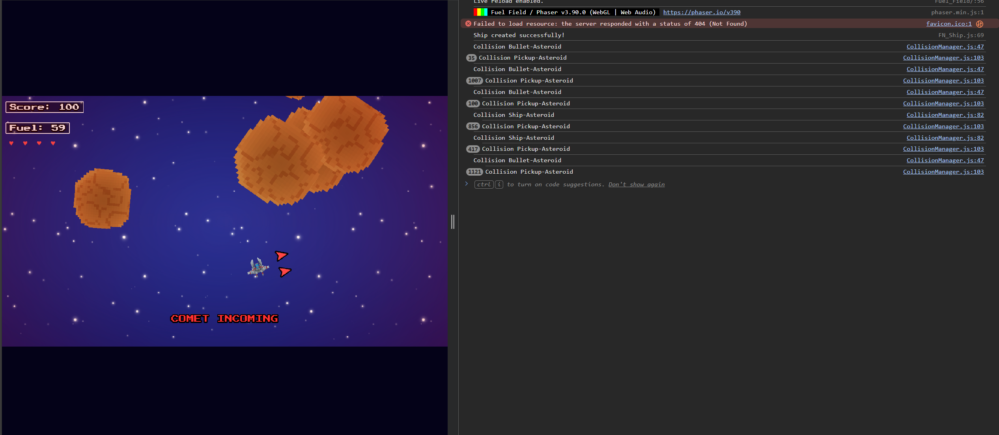 Score: 100
Fuel: 59
COMET INCOMING
Live reload enabled. Fuel_Field/:56
Fuel Field / Phaser v3.90.0 (WebGL | Web Audio) https://phaser.io/v390 phaser.min.js:1
Failed to load resource: the server responded with a status of 404 (Not Found) favicon.ico:1
Ship created successfully! FN_Ship.js:69
Collision Bullet-Asteroid CollisionManager.js:47
35 Collision Pickup-Asteroid CollisionManager.js:103
Collision Bullet-Asteroid CollisionManager.js:47
1007 Collision Pickup-Asteroid CollisionManager.js:103
Collision Bullet-Asteroid CollisionManager.js:47
100 Collision Pickup-Asteroid CollisionManager.js:103
Collision Ship-Asteroid CollisionManager.js:82
856 Collision Pickup-Asteroid CollisionManager.js:103
Collision Ship-Asteroid CollisionManager.js:82
417 Collision Pickup-Asteroid CollisionManager.js:103
Collision Bullet-Asteroid CollisionManager.js:47
1121 Collision Pickup-Asteroid CollisionManager.js:103
ctrl i to turn on code suggestions. Don't show again